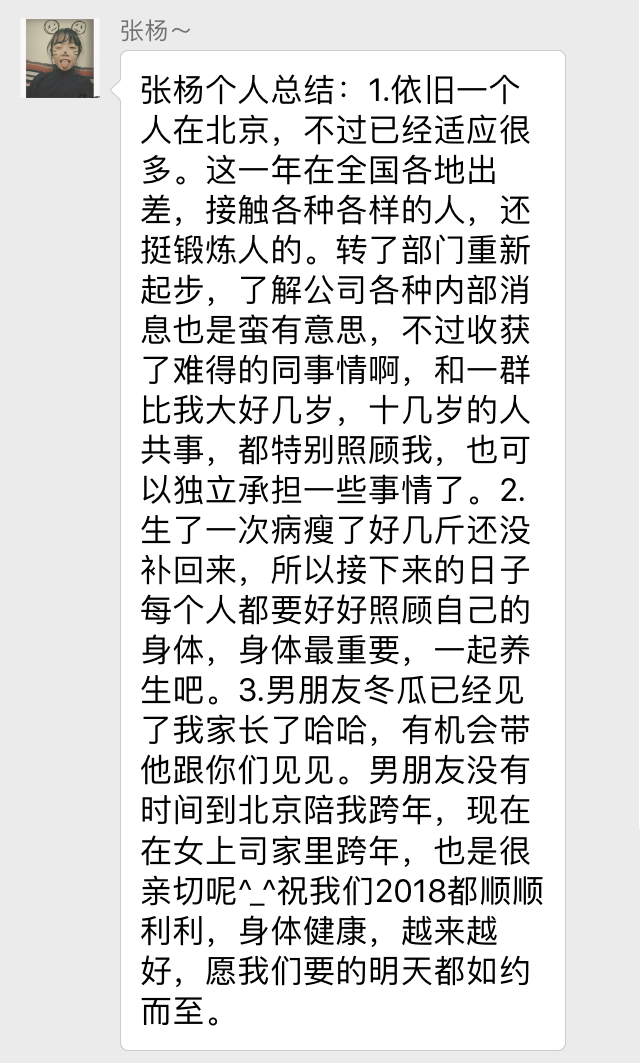 张杨～
张杨个人总结：1.依旧一个
人在北京，不过已经适应很
多。这一年在全国各地出
差，接触各种各样的人，还
挺锻炼人的。转了部门重新
起步，了解公司各种内部消
息也是蛮有意思，不过收获
了难得的同事情啊，和一群
比我大好几岁，十几岁的人
共事，都特别照顾我，也可
以独立承担一些事情了。2.
生了一次病瘦了好几斤还没
补回来，所以接下来的日子
每个人都要好好照顾自己的
身体，身体最重要，一起养
生吧。3.男朋友冬瓜已经见
了我家长了哈哈，有机会带
他跟你们见见。男朋友没有
时间到北京陪我跨年，现在
在女上司家里跨年，也是很
亲切呢^_^祝我们2018都顺顺
利利，身体健康，越来越
好，愿我们要的明天都如约
而至。